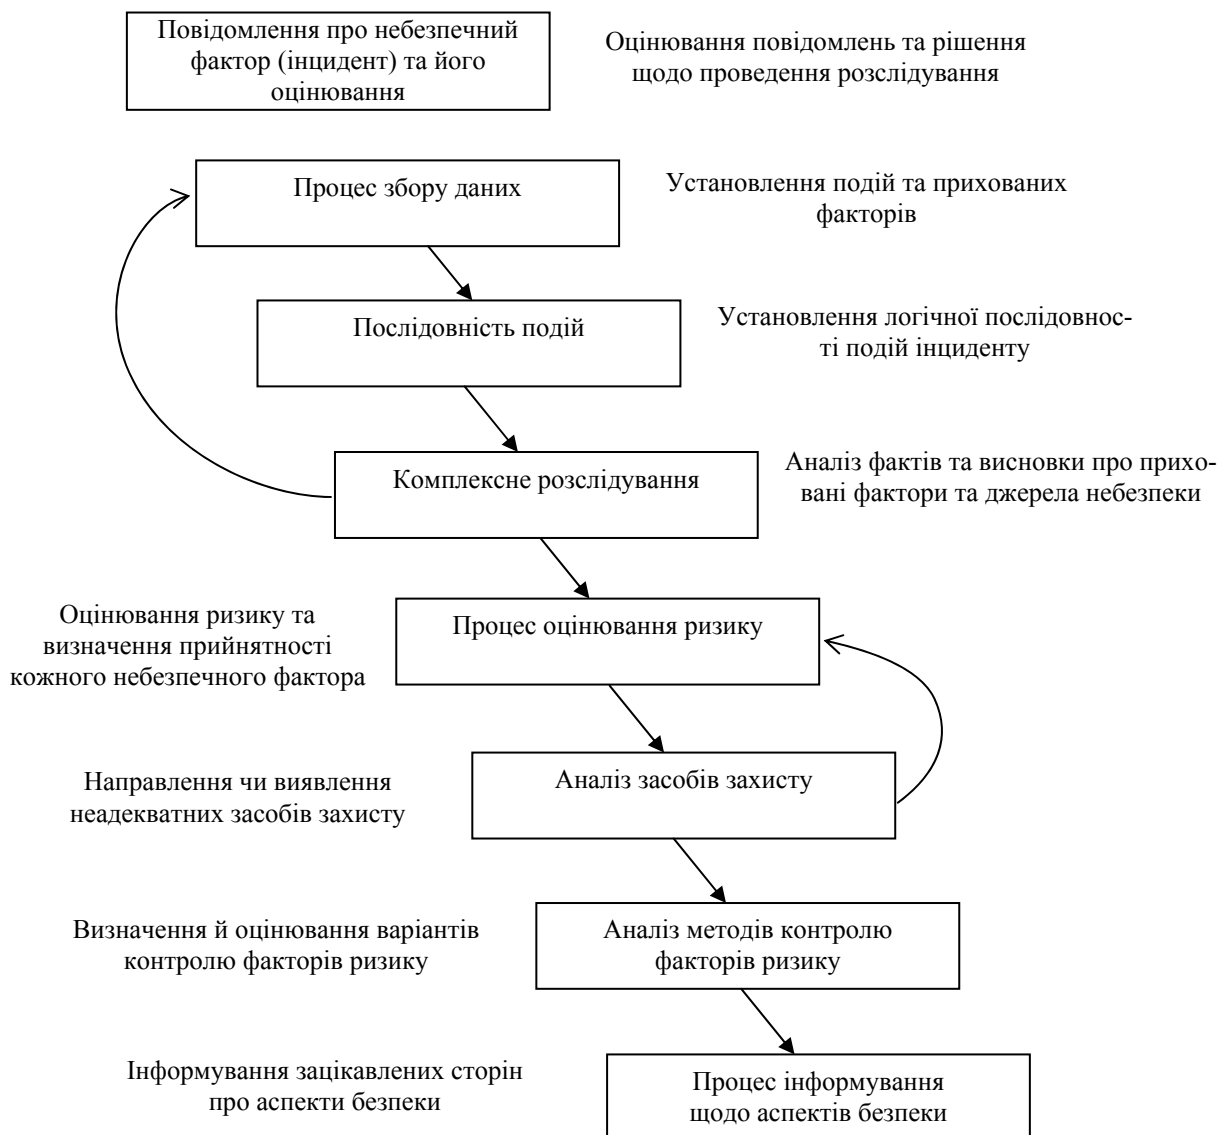 Повідомлення про небезпечний
фактор (інцидент) та його
оцінювання
Оцінювання повідомлень та рішення
щодо проведення розслідування
Процес збору даних
Установлення подій та прихованих
факторів
Послідовність подій
Установлення логічної послідовнос-
ті подій інциденту
Комплексне розслідування
Аналіз фактів та висновки про прихо-
вані фактори та джерела небезпеки
Оцінювання ризику та
визначення прийнятності
кожного небезпечного фактора
Процес оцінювання ризику
Направлення чи виявлення
неадекватних засобів захисту
Аналіз засобів захисту
Визначення й оцінювання варіантів
контролю факторів ризику
Аналіз методів контролю
факторів ризику
Інформування зацікавлених сторін
про аспекти безпеки
Процес інформування
щодо аспектів безпеки